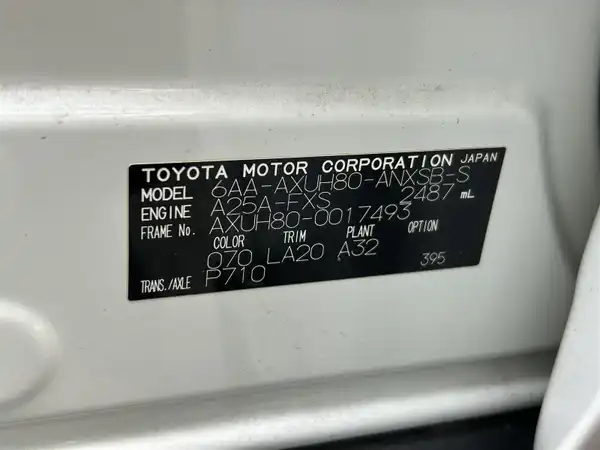 TOYOTA MOTOR CORPORATION JAPAN
MODEL 6AA-AXUH80-ANXSB-S
ENGINE A25A-FXS 2487 mL
FRAME No. AXUH80-0017493
COLOR TRIM PLANT OPTION
070 LA20 A32
TRANS./AXLE P710 395